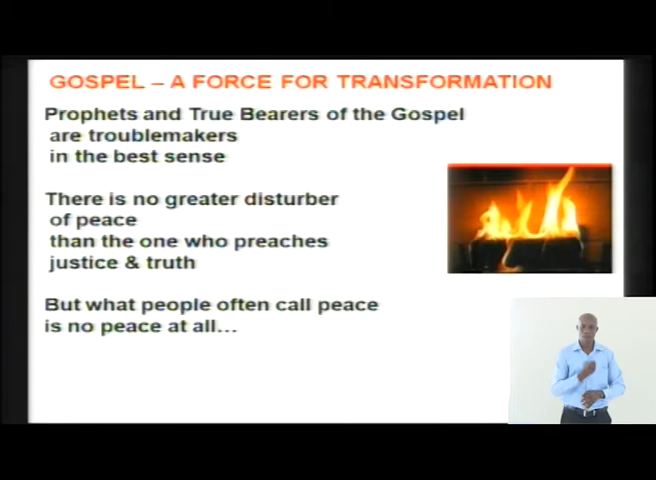 GOSPEL – A FORCE FOR TRANSFORMATION
Prophets and True Bearers of the Gospel
are troublemakers
in the best sense
There is no greater disturber
of peace
than the one who preaches
justice & truth
But what people often call peace
is no peace at all…